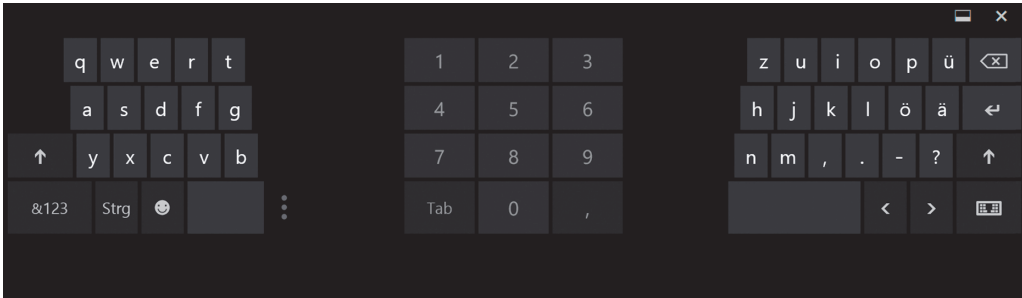 q w e r t 1 2 3 z u i o p ü
a s d f g 4 5 6 h j k l ö ä
y x c v b 7 8 9 n m , . - ?
&123 Strg Tab 0 , < >